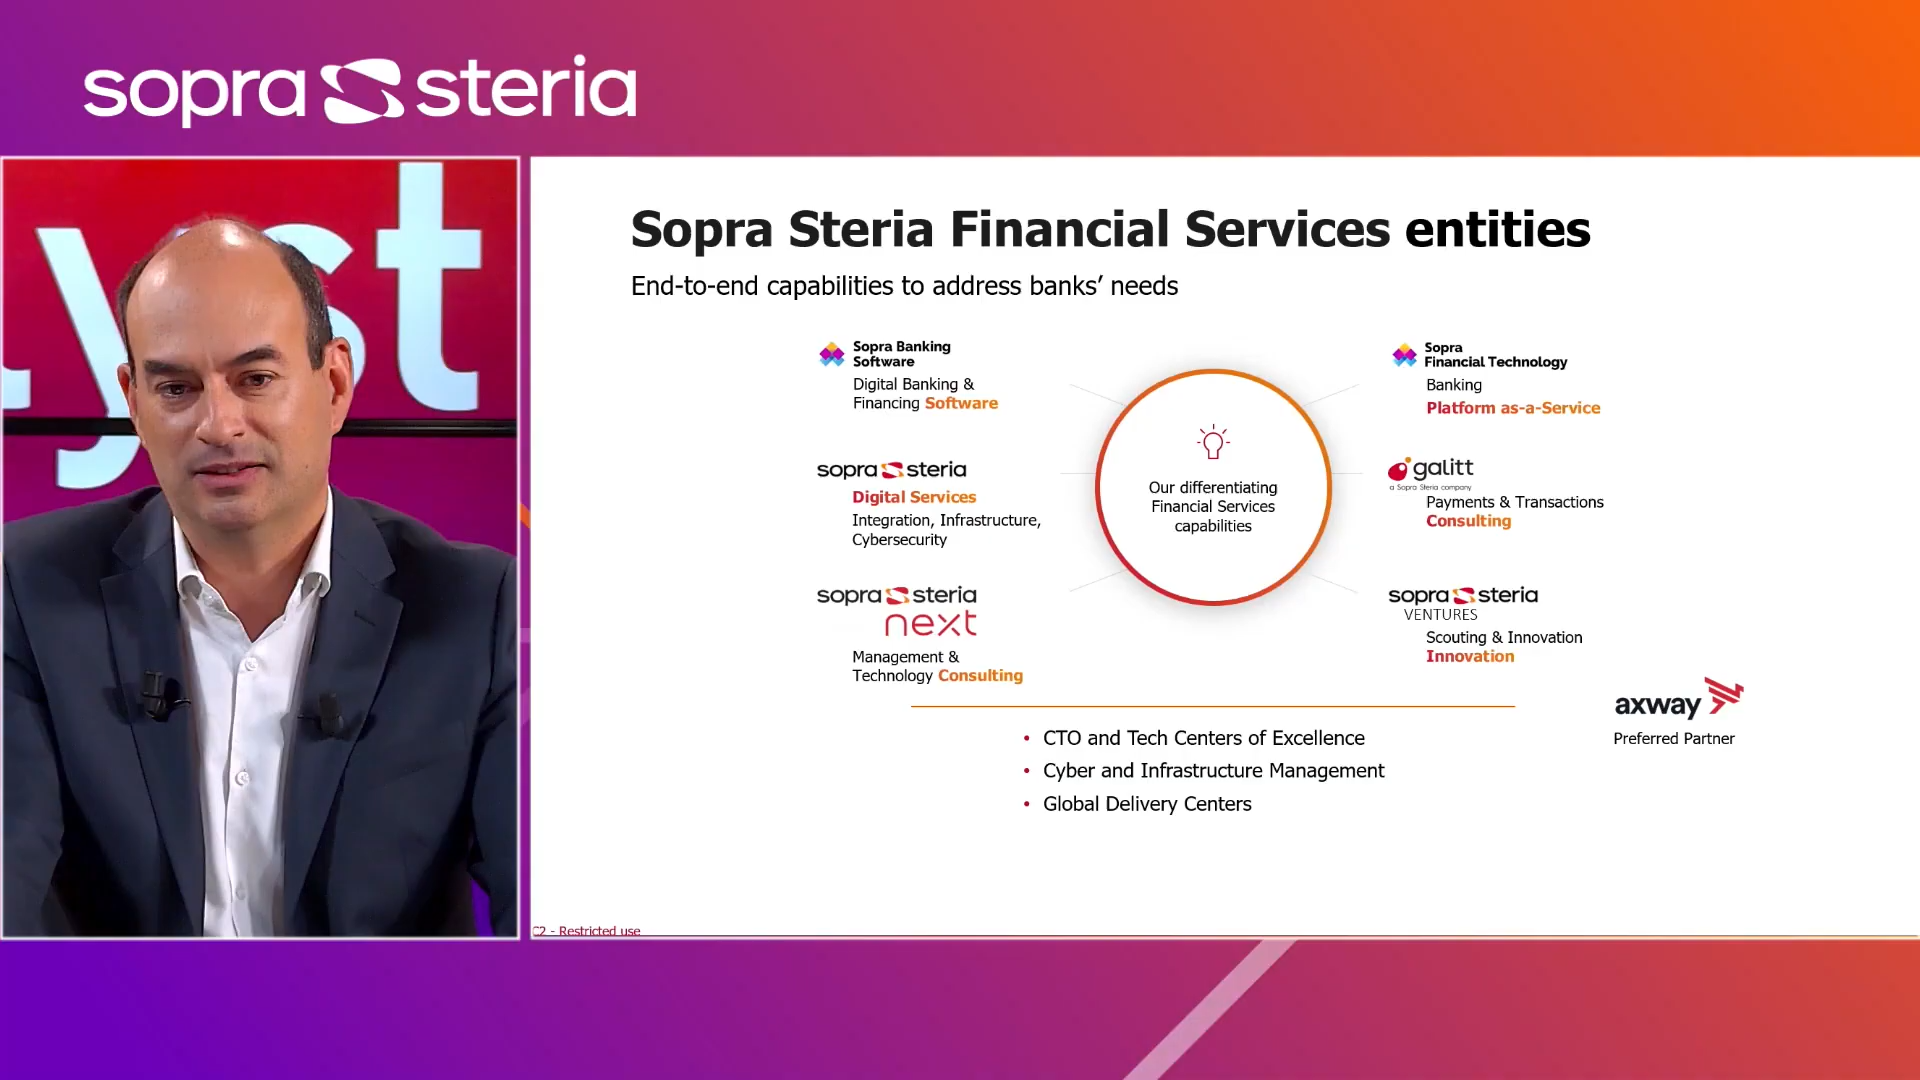 sopra steria
yst
Sopra Steria Financial Services entities
End-to-end capabilities to address banks’ needs
Sopra Banking
Software
Digital Banking &
Financing Software
sopra steria
Digital Services
Integration, Infrastructure,
Cybersecurity
sopra steria
next
Management &
Technology Consulting
Our differentiating
Financial Services
capabilities
Sopra
Financial Technology
Banking
Platform as-a-Service
galitt
a Sopra Steria company
Payments & Transactions
Consulting
sopra steria
VENTURES
Scouting & Innovation
Innovation
axway
Preferred Partner
• CTO and Tech Centers of Excellence
• Cyber and Infrastructure Management
• Global Delivery Centers
C2 - Restricted use